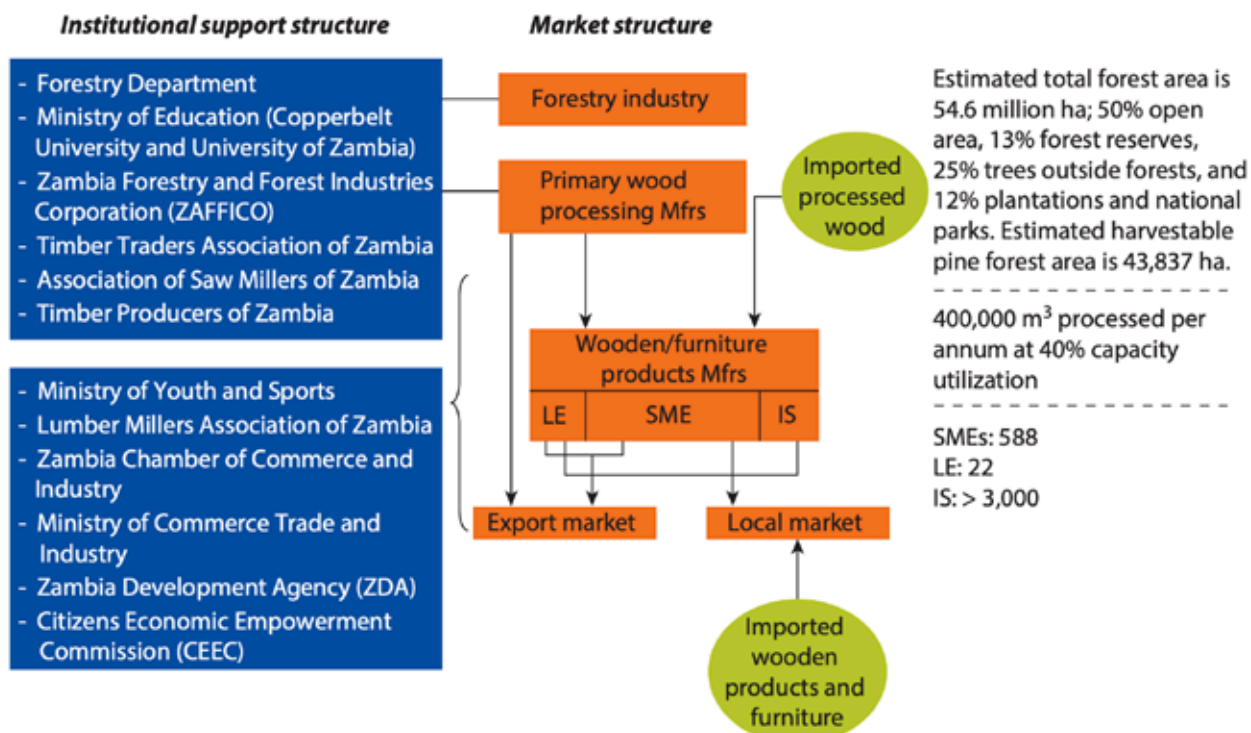 Institutional support structure
Market structure
- Forestry Department
- Ministry of Education (Copperbelt
University and University of Zambia)
- Zambia Forestry and Forest Industries
Corporation (ZAFFICO)
- Timber Traders Association of Zambia
- Association of Saw Millers of Zambia
- Timber Producers of Zambia
- Ministry of Youth and Sports
- Lumber Millers Association of Zambia
- Zambia Chamber of Commerce and
Industry
- Ministry of Commerce Trade and
Industry
- Zambia Development Agency (ZDA)
- Citizens Economic Empowerment
Commission (CEEC)
Forestry industry
Primary wood
processing Mfrs
Imported
processed
wood
Wooden/furniture
products Mfrs
LE
SME
IS
Export market
Local market
Imported
wooden
products and
furniture
Estimated total forest area is
54.6 million ha; 50% open
area, 13% forest reserves,
25% trees outside forests, and
12% plantations and national
parks. Estimated harvestable
pine forest area is 43,837 ha.
400,000 m³ processed per
annum at 40% capacity
utilization
SMEs: 588
LE: 22
IS: > 3,000